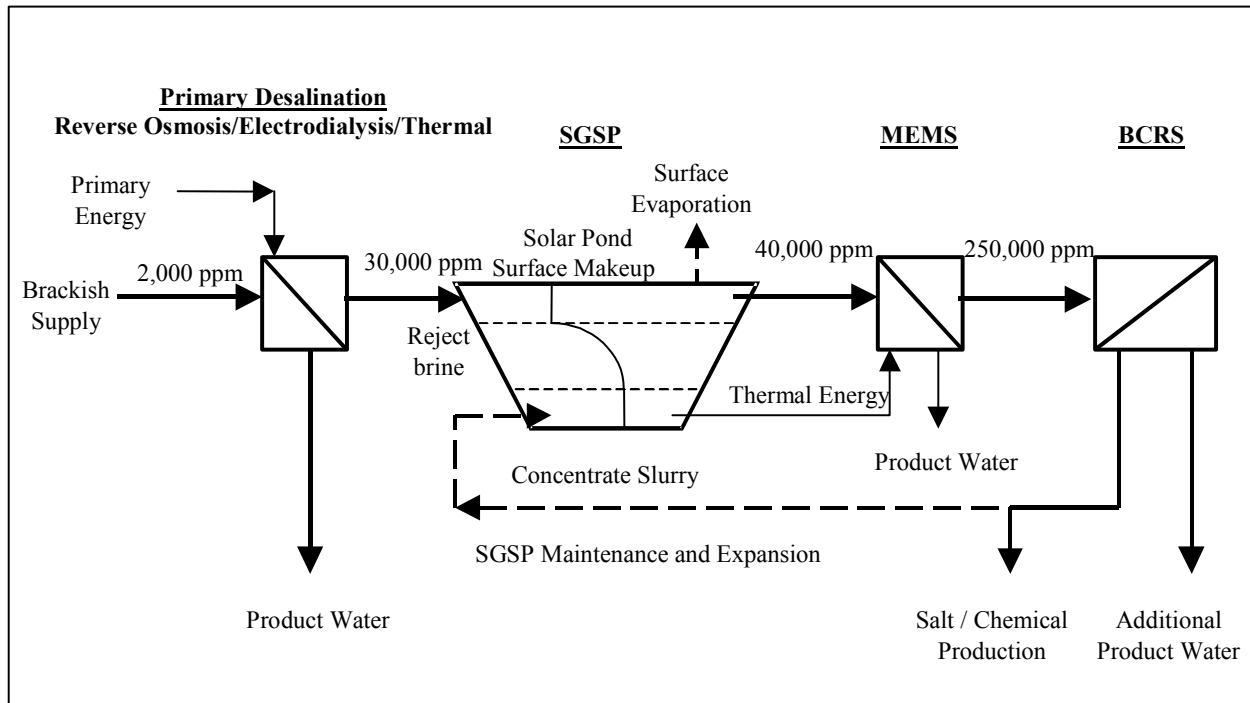 Primary Desalination
Reverse Osmosis/Electrodialysis/Thermal
SGSP
MEMS
BCRS
Primary
Energy
Surface
Evaporation
Solar Pond
Surface Makeup
2,000 ppm
30,000 ppm
40,000 ppm
250,000 ppm
Brackish
Supply
Reject
brine
Thermal Energy
Product Water
Concentrate Slurry
SGSP Maintenance and Expansion
Product Water
Salt / Chemical
Production
Additional
Product Water